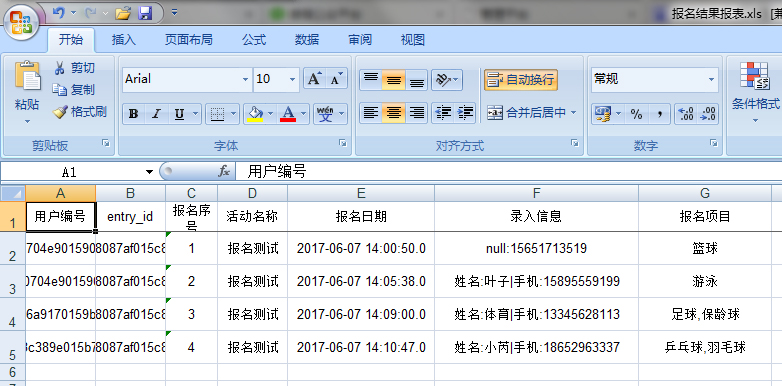 报名结果报表.xls
开始 插入 页面布局 公式 数据 审阅 视图
粘贴 剪切 复制 格式刷
Arial 10
自动换行
合并后居中
常规
条件格式
剪贴板 字体 对齐方式 数字
A1 fx 用户编号
A B C D E F G
1 用户编号 entry_id 报名序号 活动名称 报名日期 录入信息 报名项目
2 704e901590 8087af015c8 1 报名测试 2017-06-07 14:00:50.0 null:15651713519 篮球
3 0704e901590 8087af015c8 2 报名测试 2017-06-07 14:05:38.0 姓名:叶子|手机:15895559199 游泳
4 6a9170159b 8087af015c8 3 报名测试 2017-06-07 14:09:00.0 姓名:体育|手机:13345628113 足球,保龄球
5 8c389e015b7 8087af015c8 4 报名测试 2017-06-07 14:10:47.0 姓名:小芮|手机:18652963337 乒乓球,羽毛球
6